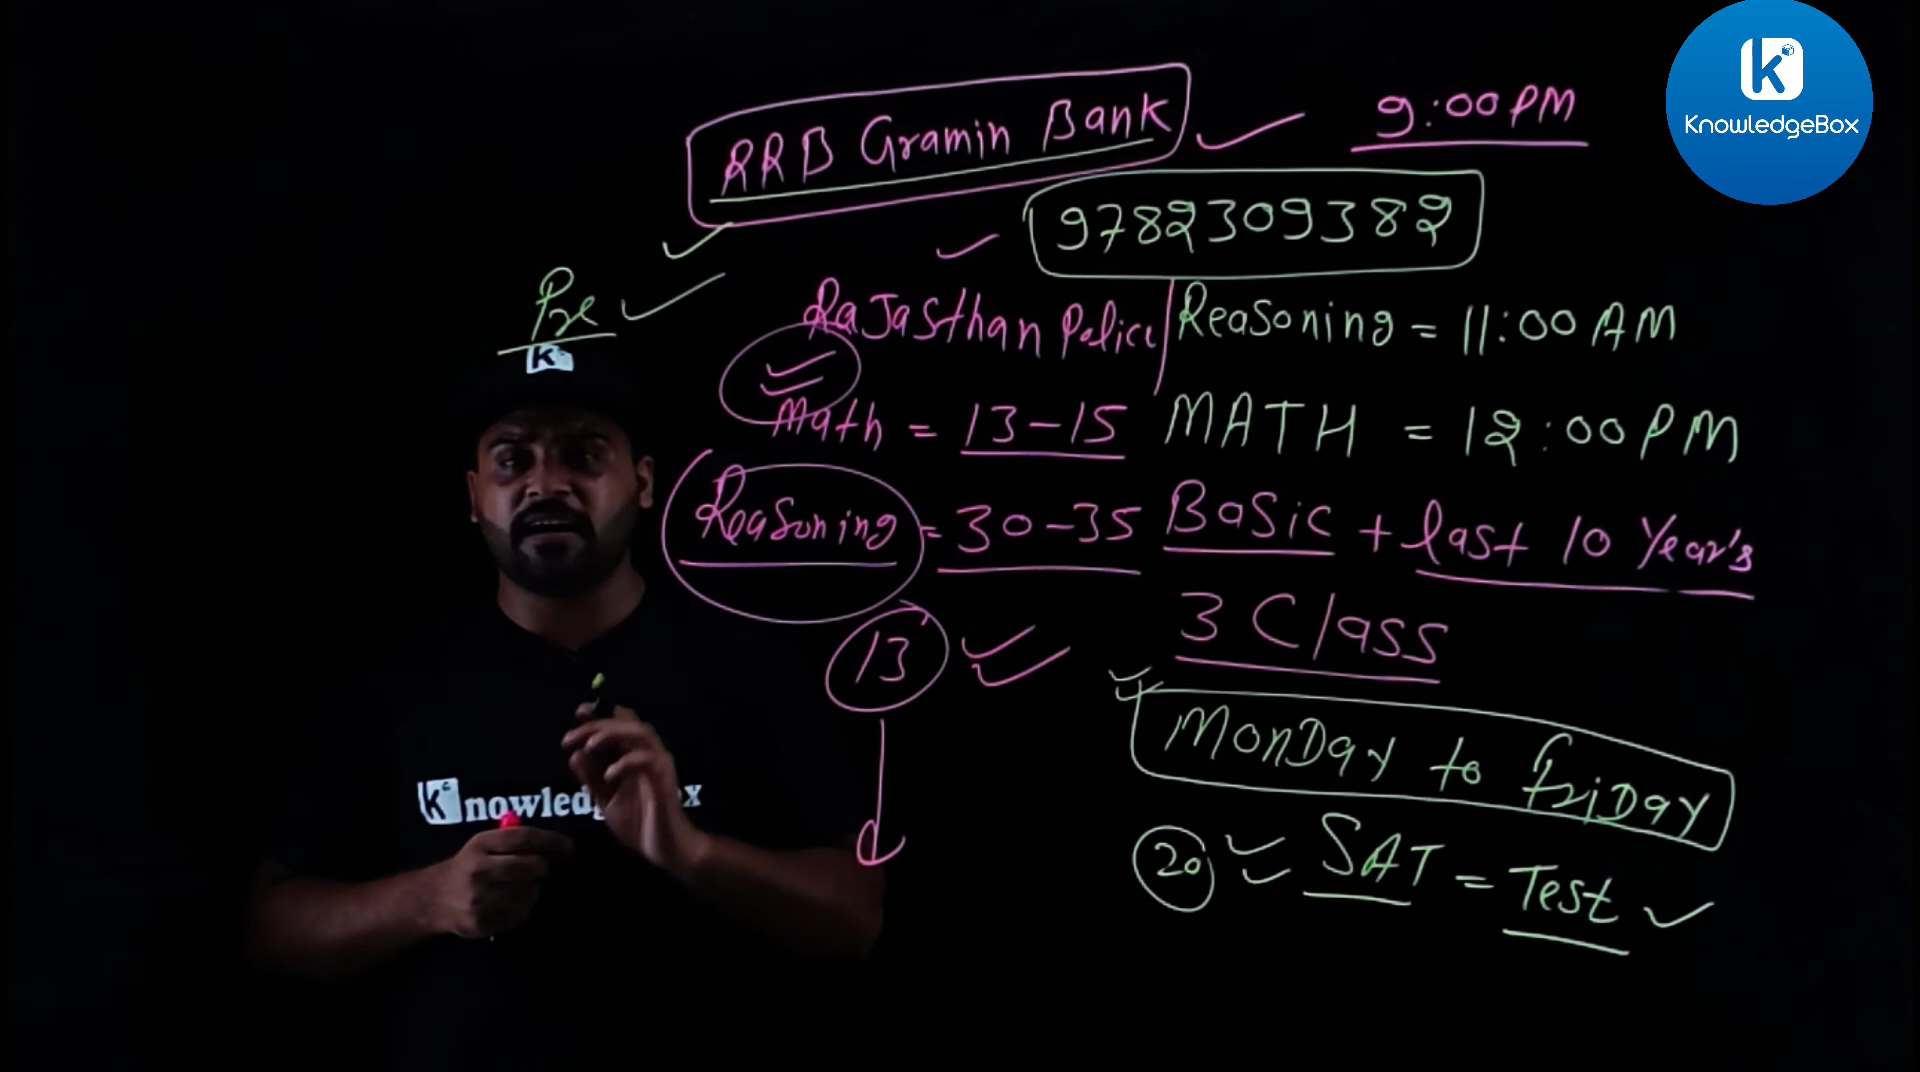 K
KnowledgeBox
RRB Gramin Bank
9:00 PM
9782309382
Pre
Rajasthan Police
Reasoning = 11:00 AM
K
Math = 13-15
MATH = 12:00 PM
Reasoning = 30-35
Basic + last 10 Year's
13
3 Class
MonDay to friDay
Knowled x
20 SAT = Test